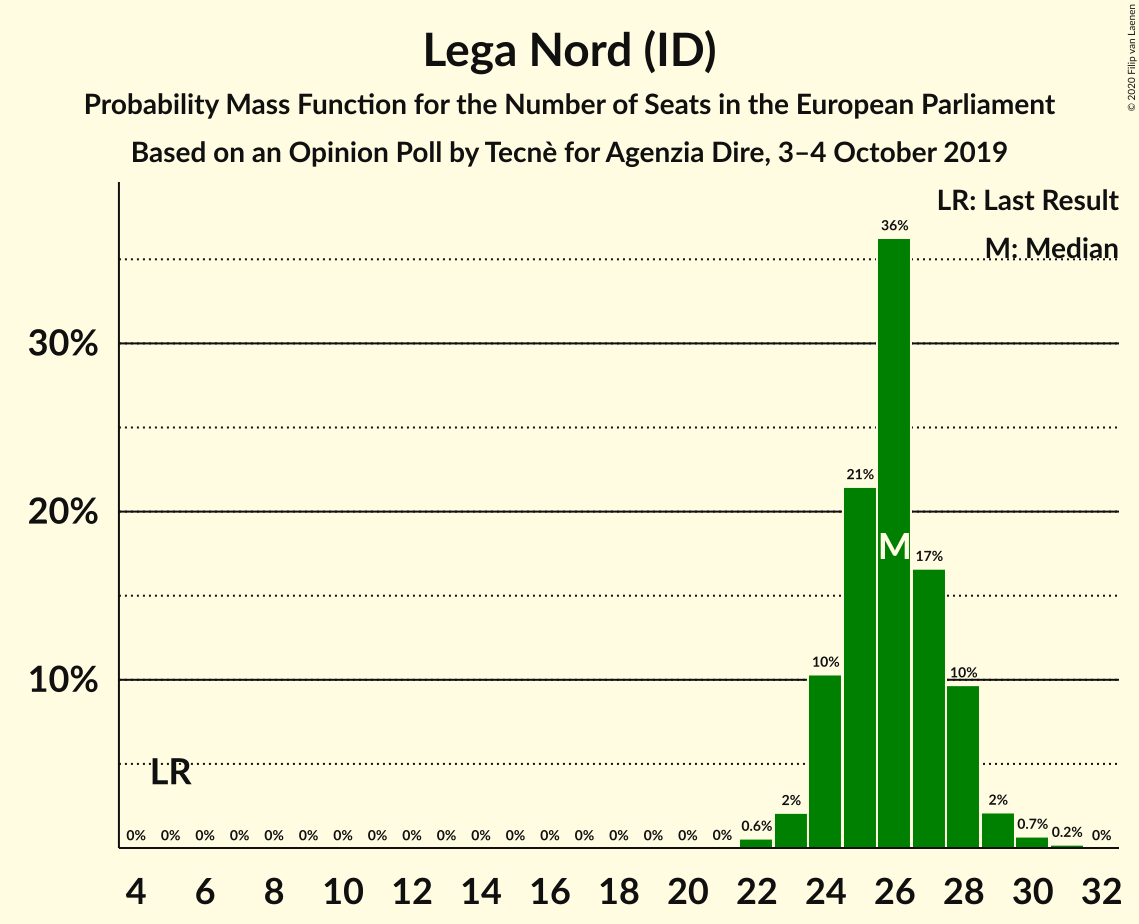 Lega Nord (ID)
Probability Mass Function for the Number of Seats in the European Parliament
Based on an Opinion Poll by Tecnè for Agenzia Dire, 3–4 October 2019
© 2020 Filip van Laenen
LR: Last Result
M: Median
30%
20%
10%
LR
M
0% 0% 0% 0% 0% 0% 0% 0% 0% 0% 0% 0% 0% 0% 0% 0% 0% 0% 0.6% 2% 10% 21% 36% 17% 10% 2% 0.7% 0.2% 0%
4 6 8 10 12 14 16 18 20 22 24 26 28 30 32